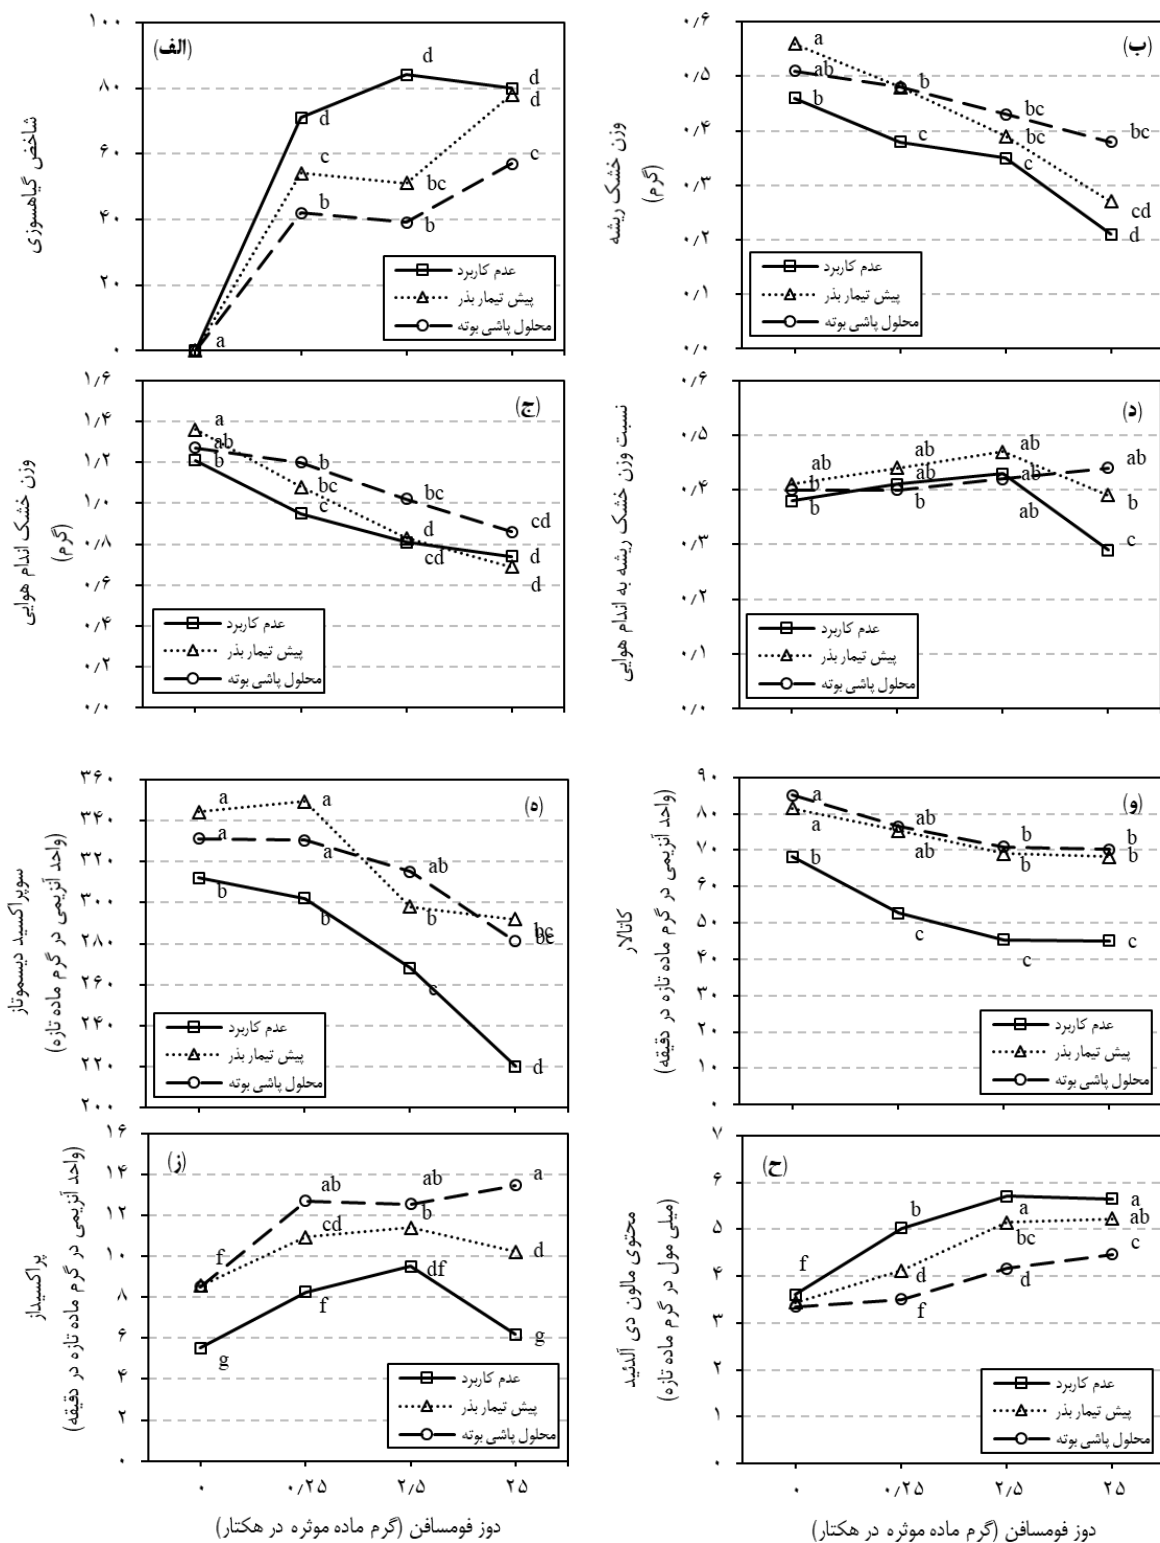 (الف)
شاخض گیاهسوزی
۱۰۰
۸۰
۶۰
۴۰
۲۰
۰
a
d
d
d
c
bc
d
b
b
c
عدم کاربرد
پیش تیمار بذر
محلول پاشی بوته
(ب)
وزن خشک ریشه
(گرم)
۰/۶
۰/۵
۰/۴
۰/۳
۰/۲
۰/۱
۰/۰
a
ab
b
b
c
bc
bc
c
bc
cd
d
عدم کاربرد
پیش تیمار بذر
محلول پاشی بوته
(ج)
وزن خشک اندام هوایی
(گرم)
۱/۶
۱/۴
۱/۲
۱/۰
۰/۸
۰/۶
۰/۴
۰/۲
۰/۰
a
ab
b
b
bc
c
bc
d
cd
cd
d
d
عدم کاربرد
پیش تیمار بذر
محلول پاشی بوته
(د)
نسبت وزن خشک ریشه به اندام هوایی
۰/۶
۰/۵
۰/۴
۰/۳
۰/۲
۰/۱
۰/۰
ab
b
b
ab
ab
b
ab
ab
ab
ab
b
c
عدم کاربرد
پیش تیمار بذر
محلول پاشی بوته
(ه)
سوپراکسید دیسموتاز
(واحد آنزیمی در گرم ماده تازه)
۳۶۰
۳۴۰
۳۲۰
۳۰۰
۲۸۰
۲۶۰
۲۴۰
۲۲۰
۲۰۰
a
a
b
a
a
b
ab
b
c
bc
bc
d
عدم کاربرد
پیش تیمار بذر
محلول پاشی بوته
(و)
کاتالار
(واحد آنزیمی در گرم ماده تازه در دقیقه)
۹۰
۸۰
۷۰
۶۰
۵۰
۴۰
۳۰
۲۰
۱۰
۰
a
a
b
ab
ab
c
b
b
c
b
b
c
عدم کاربرد
پیش تیمار بذر
محلول پاشی بوته
(ز)
پراکسیداز
(واحد آنزیمی در گرم ماده تازه در دقیقه)
۱۶
۱۴
۱۲
۱۰
۸
۶
۴
۲
۰
f
g
ab
cd
f
ab
b
df
a
d
g
عدم کاربرد
پیش تیمار بذر
محلول پاشی بوته
۰
۰/۲۵
۲/۵
۲۵
دوز فومسافن (گرم ماده موثره در هکتار)
(ح)
محتوی مالون دی آلدئید
(میلی مول در گرم ماده تازه)
۷
۶
۵
۴
۳
۲
۱
۰
f
b
d
f
a
bc
d
a
ab
c
عدم کاربرد
پیش تیمار بذر
محلول پاشی بوته
۰
۰/۲۵
۲/۵
۲۵
دوز فومسافن (گرم ماده موثره در هکتار)